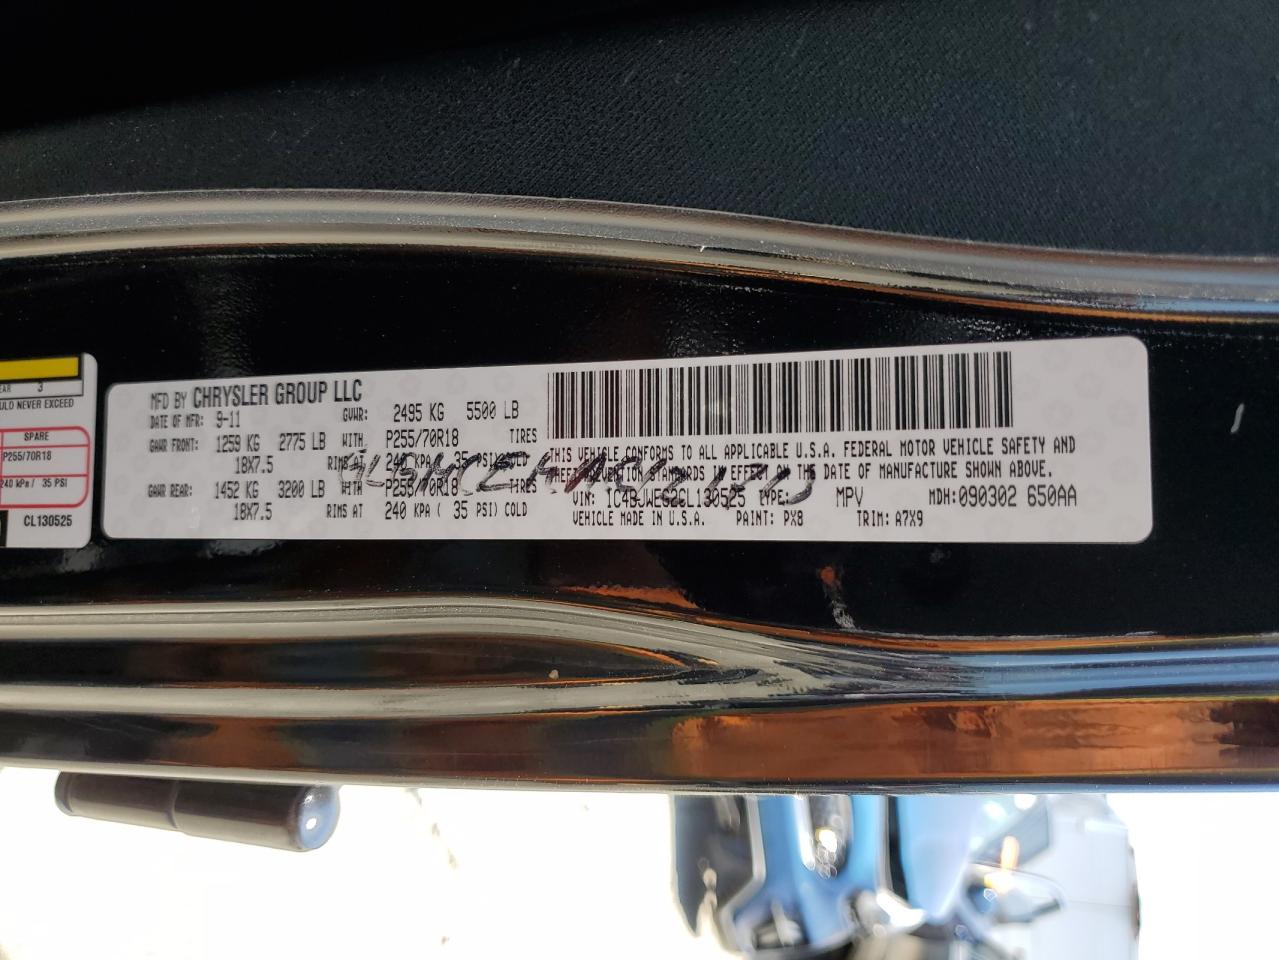 EAR 3
OULD NEVER EXCEED
SPARE
P255/70R18
240 kPa / 35 PSI
CL130525
MFD BY CHRYSLER GROUP LLC
DATE OF MFR: 9-11 GVWR: 2495 KG 5500 LB
GAWR FRONT: 1259 KG 2775 LB WITH P255/70R18 TIRES
18X7.5 RIMS AT 240 KPA ( 35 PSI) COLD
GAWR REAR: 1452 KG 3200 LB WITH P255/70R18 TIRES
18X7.5 RIMS AT 240 KPA ( 35 PSI) COLD
THIS VEHICLE CONFORMS TO ALL APPLICABLE U.S.A. FEDERAL MOTOR VEHICLE SAFETY AND
THEFT PREVENTION STANDARDS IN EFFECT ON THE DATE OF MANUFACTURE SHOWN ABOVE.
VIN: 1C4BJWEG2CL130525 TYPE: MPV MDH: 090302 650AA
VEHICLE MADE IN U.S.A. PAINT: PX8 TRIM: A7X9